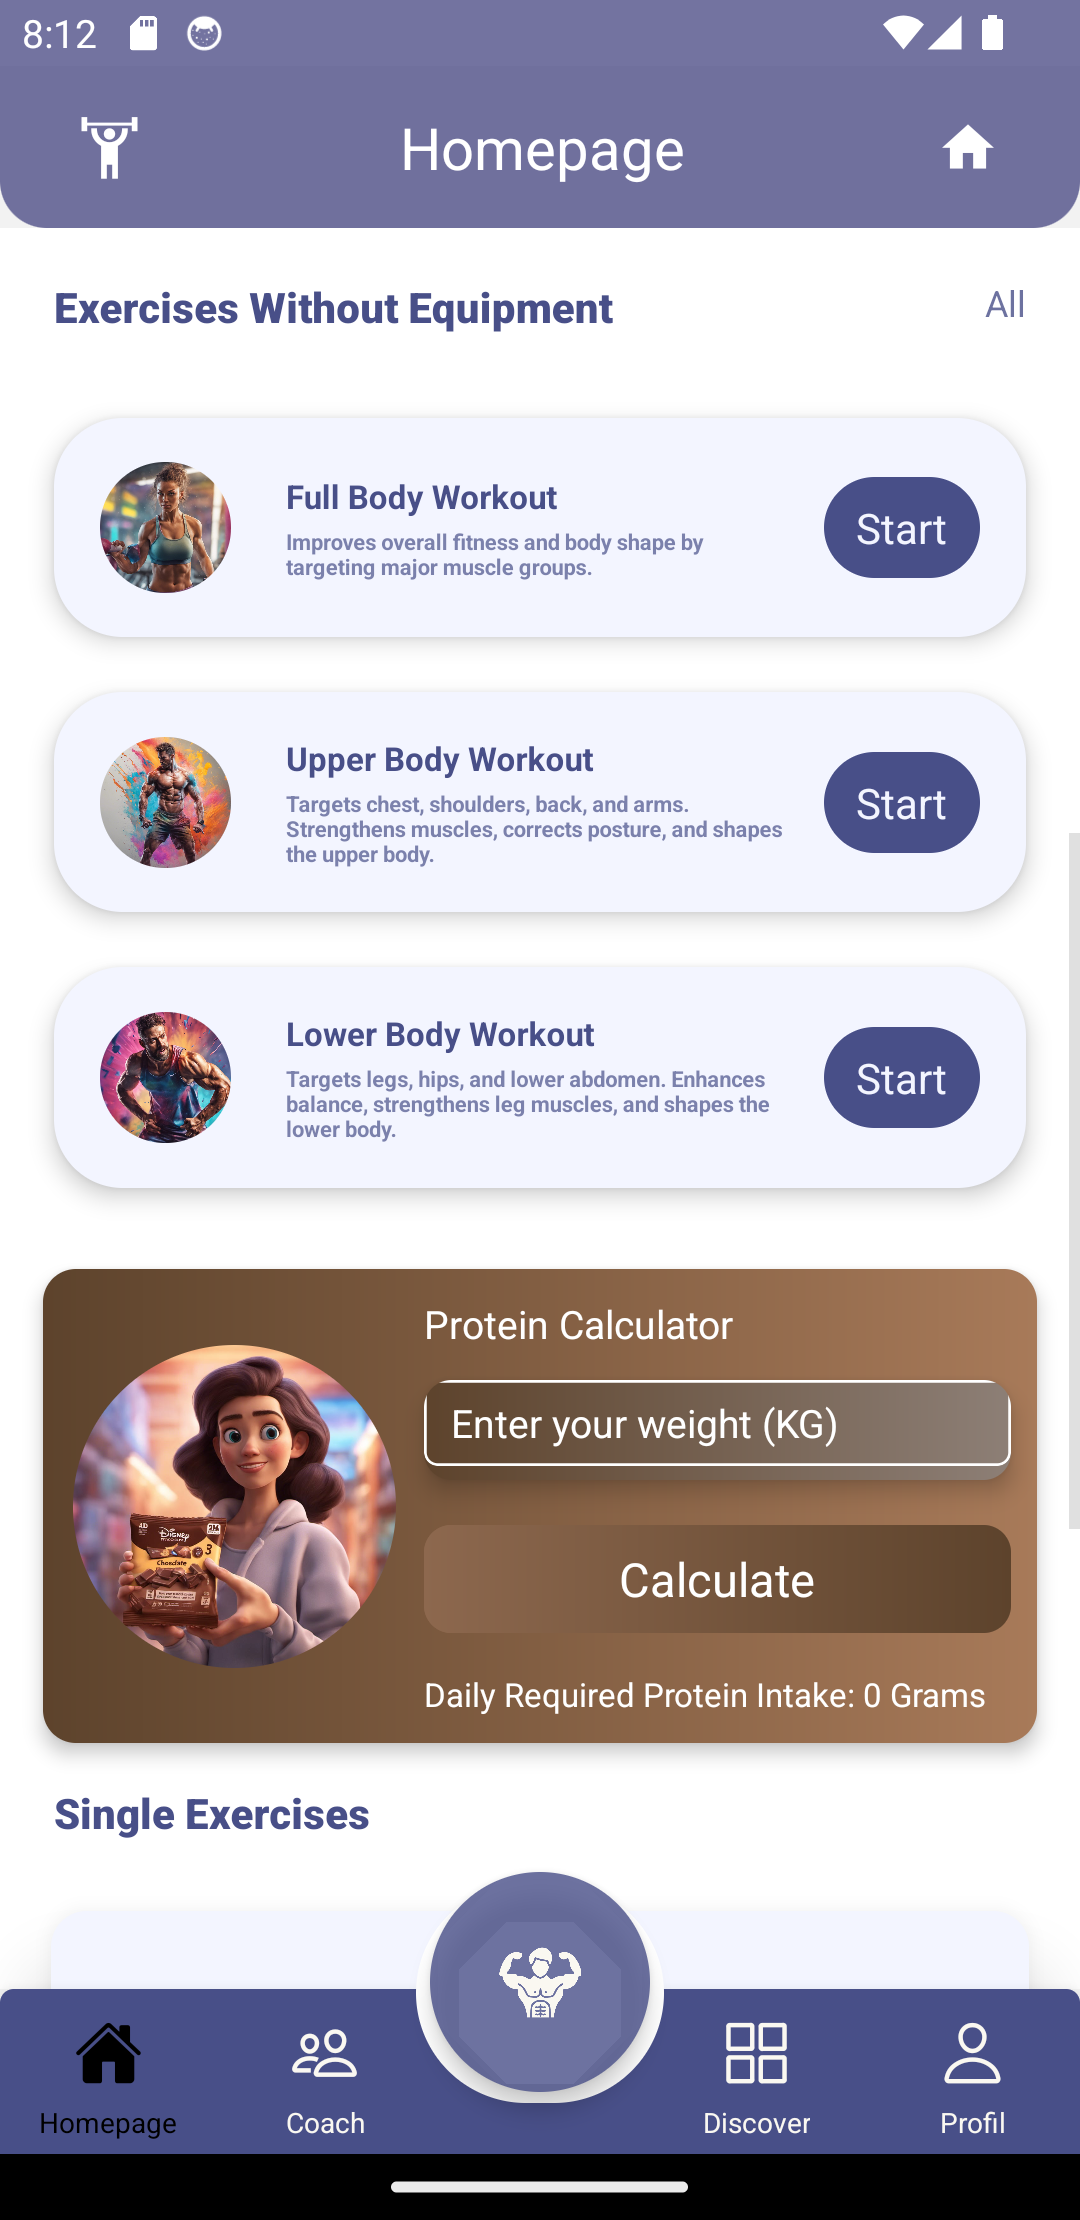 8:12
Homepage
Exercises Without Equipment
All
Full Body Workout
Improves overall fitness and body shape by
targeting major muscle groups.
Start
Upper Body Workout
Targets chest, shoulders, back, and arms.
Strengthens muscles, corrects posture, and shapes
the upper body.
Start
Lower Body Workout
Targets legs, hips, and lower abdomen. Enhances
balance, strengthens leg muscles, and shapes the
lower body.
Start
Protein Calculator
Enter your weight (KG)
Calculate
Daily Required Protein Intake: 0 Grams
Disney
3
Single Exercises
Homepage
Coach
Discover
Profil